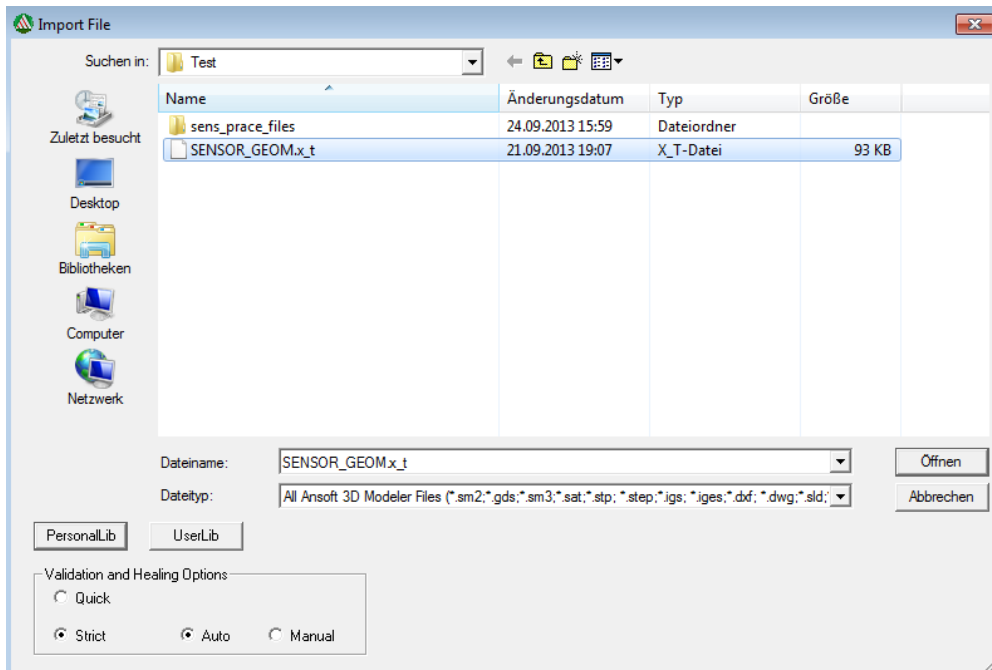 Import File
Suchen in: Test
Name Änderungsdatum Typ Größe
sens_prace_files 24.09.2013 15:59 Dateiordner
SENSOR_GEOM.x_t 21.09.2013 19:07 X_T-Datei 93 KB
Zuletzt besucht
Desktop
Bibliotheken
Computer
Netzwerk
Dateiname: SENSOR_GEOM.x_t Öffnen
Dateityp: All Ansoft 3D Modeler Files (*.sm2;*.gds;*.sm3;*.sat;*.stp; *.step;*.igs; *.iges;*.dxf; *.dwg;*.sld; Abbrechen
PersonalLib UserLib
Validation and Healing Options
Quick
Strict Auto Manual